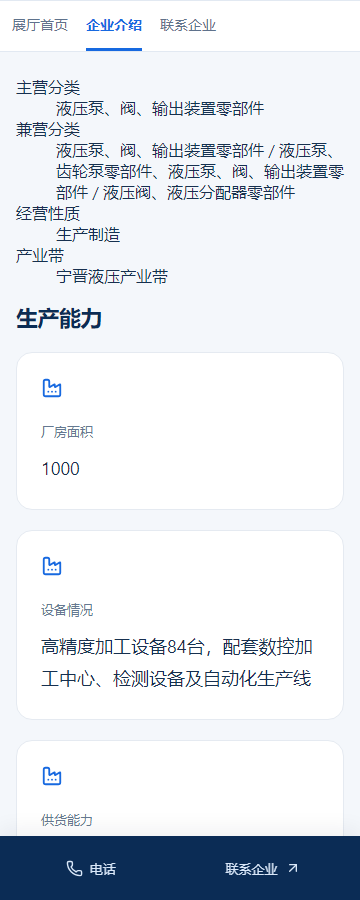 展厅首页 企业介绍 联系企业
主营分类
液压泵、阀、输出装置零部件
兼营分类
液压泵、阀、输出装置零部件 / 液压泵、
齿轮泵零部件、液压泵、阀、输出装置零
部件 / 液压阀、液压分配器零部件
经营性质
生产制造
产业带
宁晋液压产业带
生产能力
厂房面积
1000
设备情况
高精度加工设备84台，配套数控加
工中心、检测设备及自动化生产线
供货能力
电话 联系企业